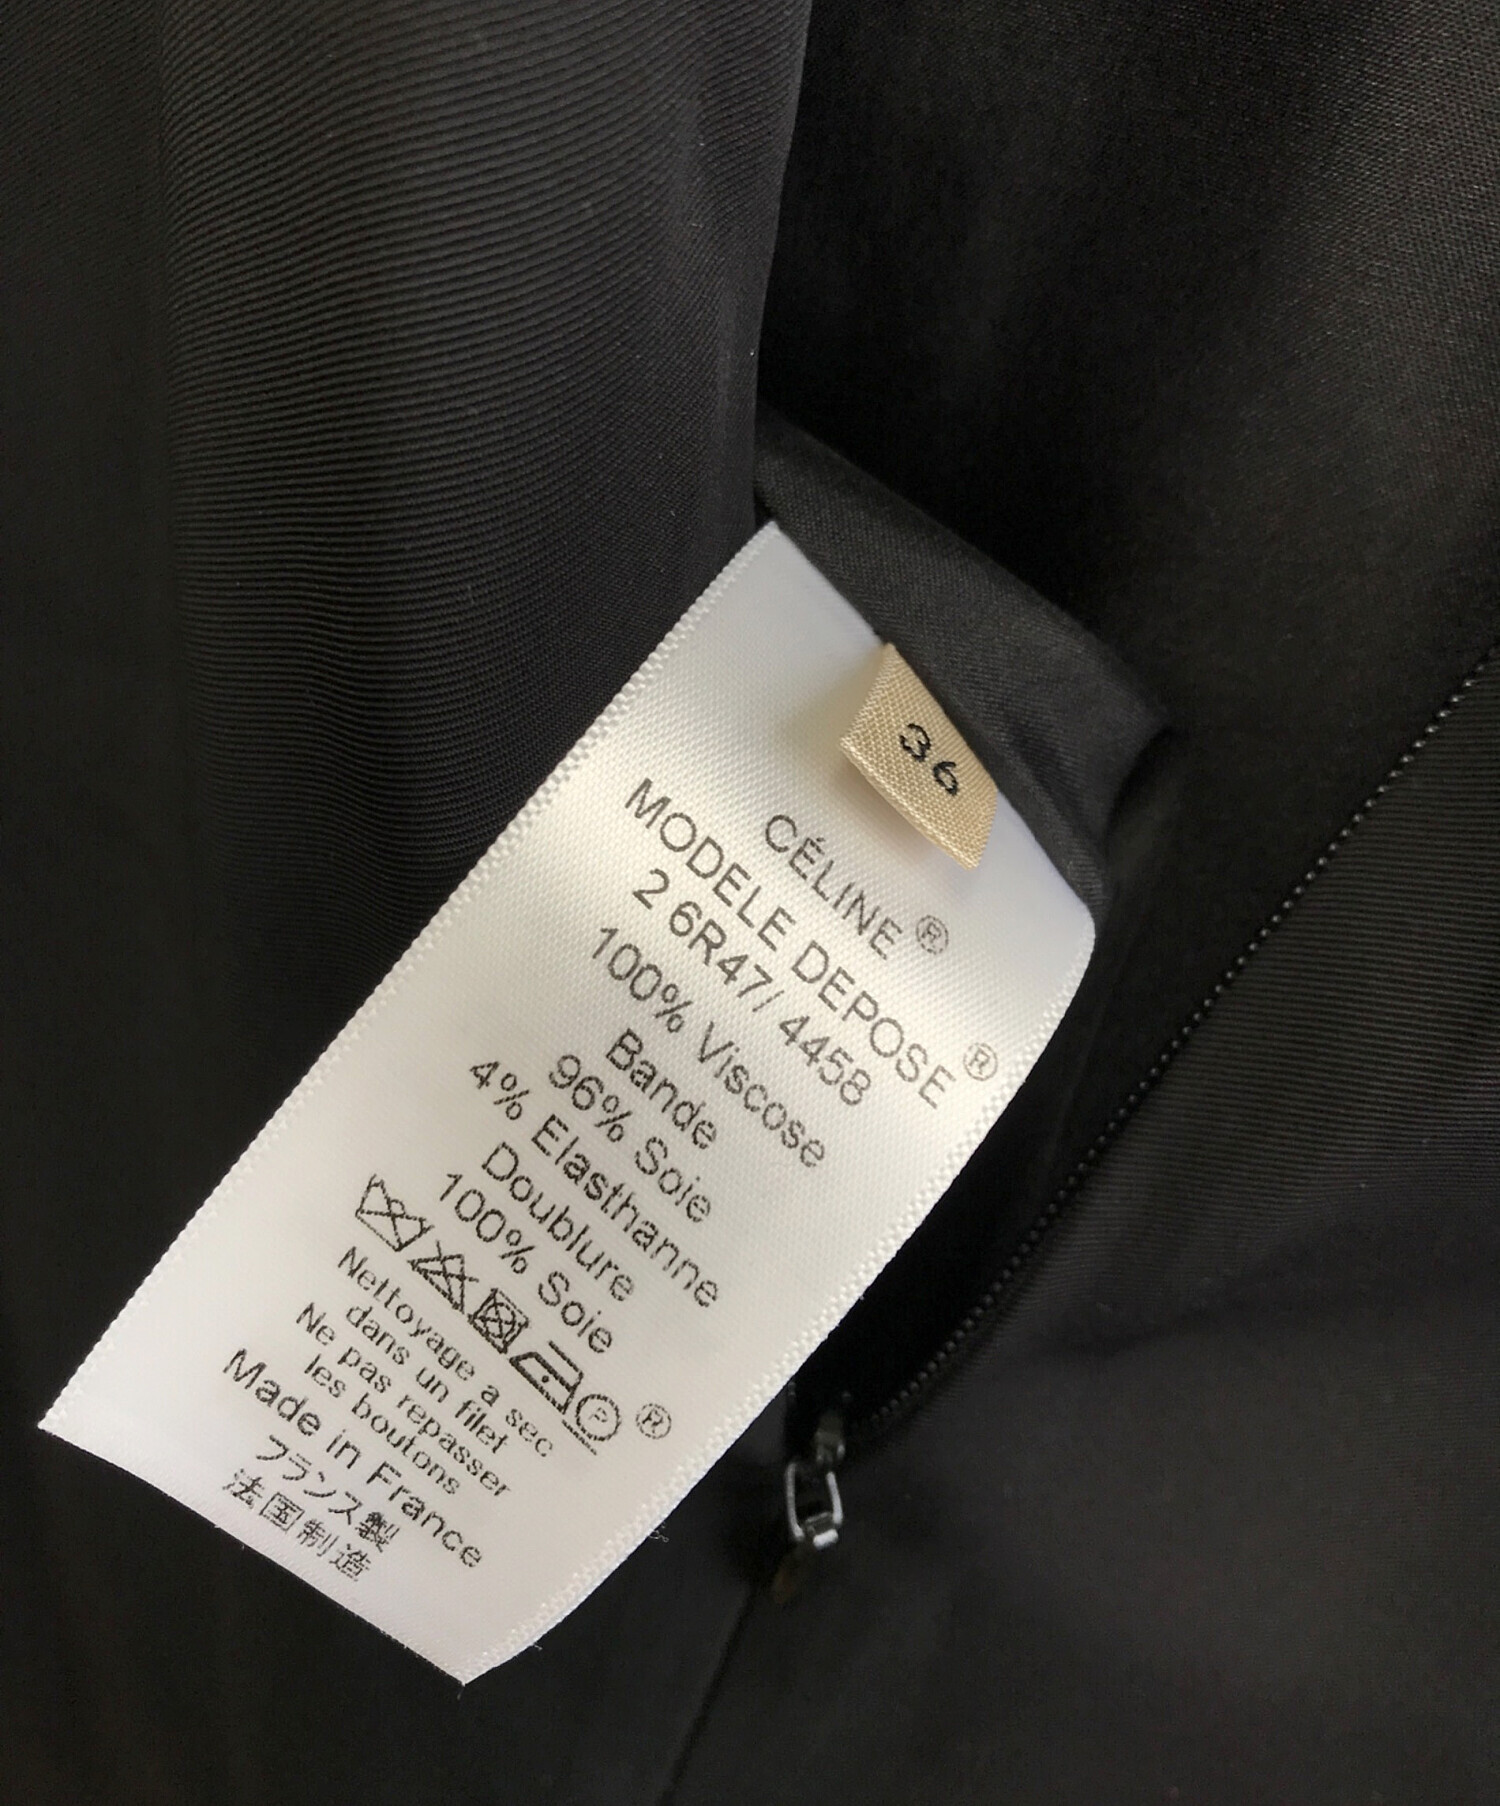 36
CÉLINE ®
MODELE DEPOSE ®
2 6R47/ 4458
100% Viscose
Bande
96% Soie
4% Elasthanne
Doublure
100% Soie
P ®
Nettoyage a sec
dans un filet
Ne pas repasser
les boutons
Made in France
フランス製
法国制造